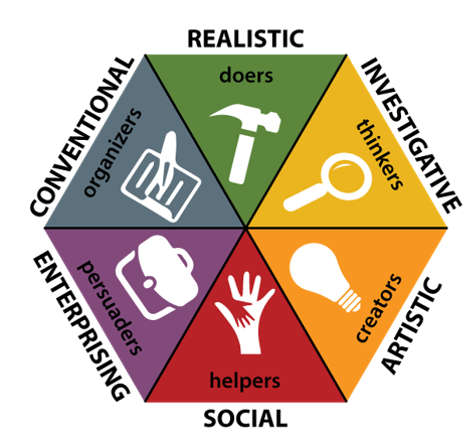 REALISTIC
doers
INVESTIGATIVE
thinkers
ARTISTIC
creators
SOCIAL
helpers
ENTERPRISING
persuaders
CONVENTIONAL
organizers